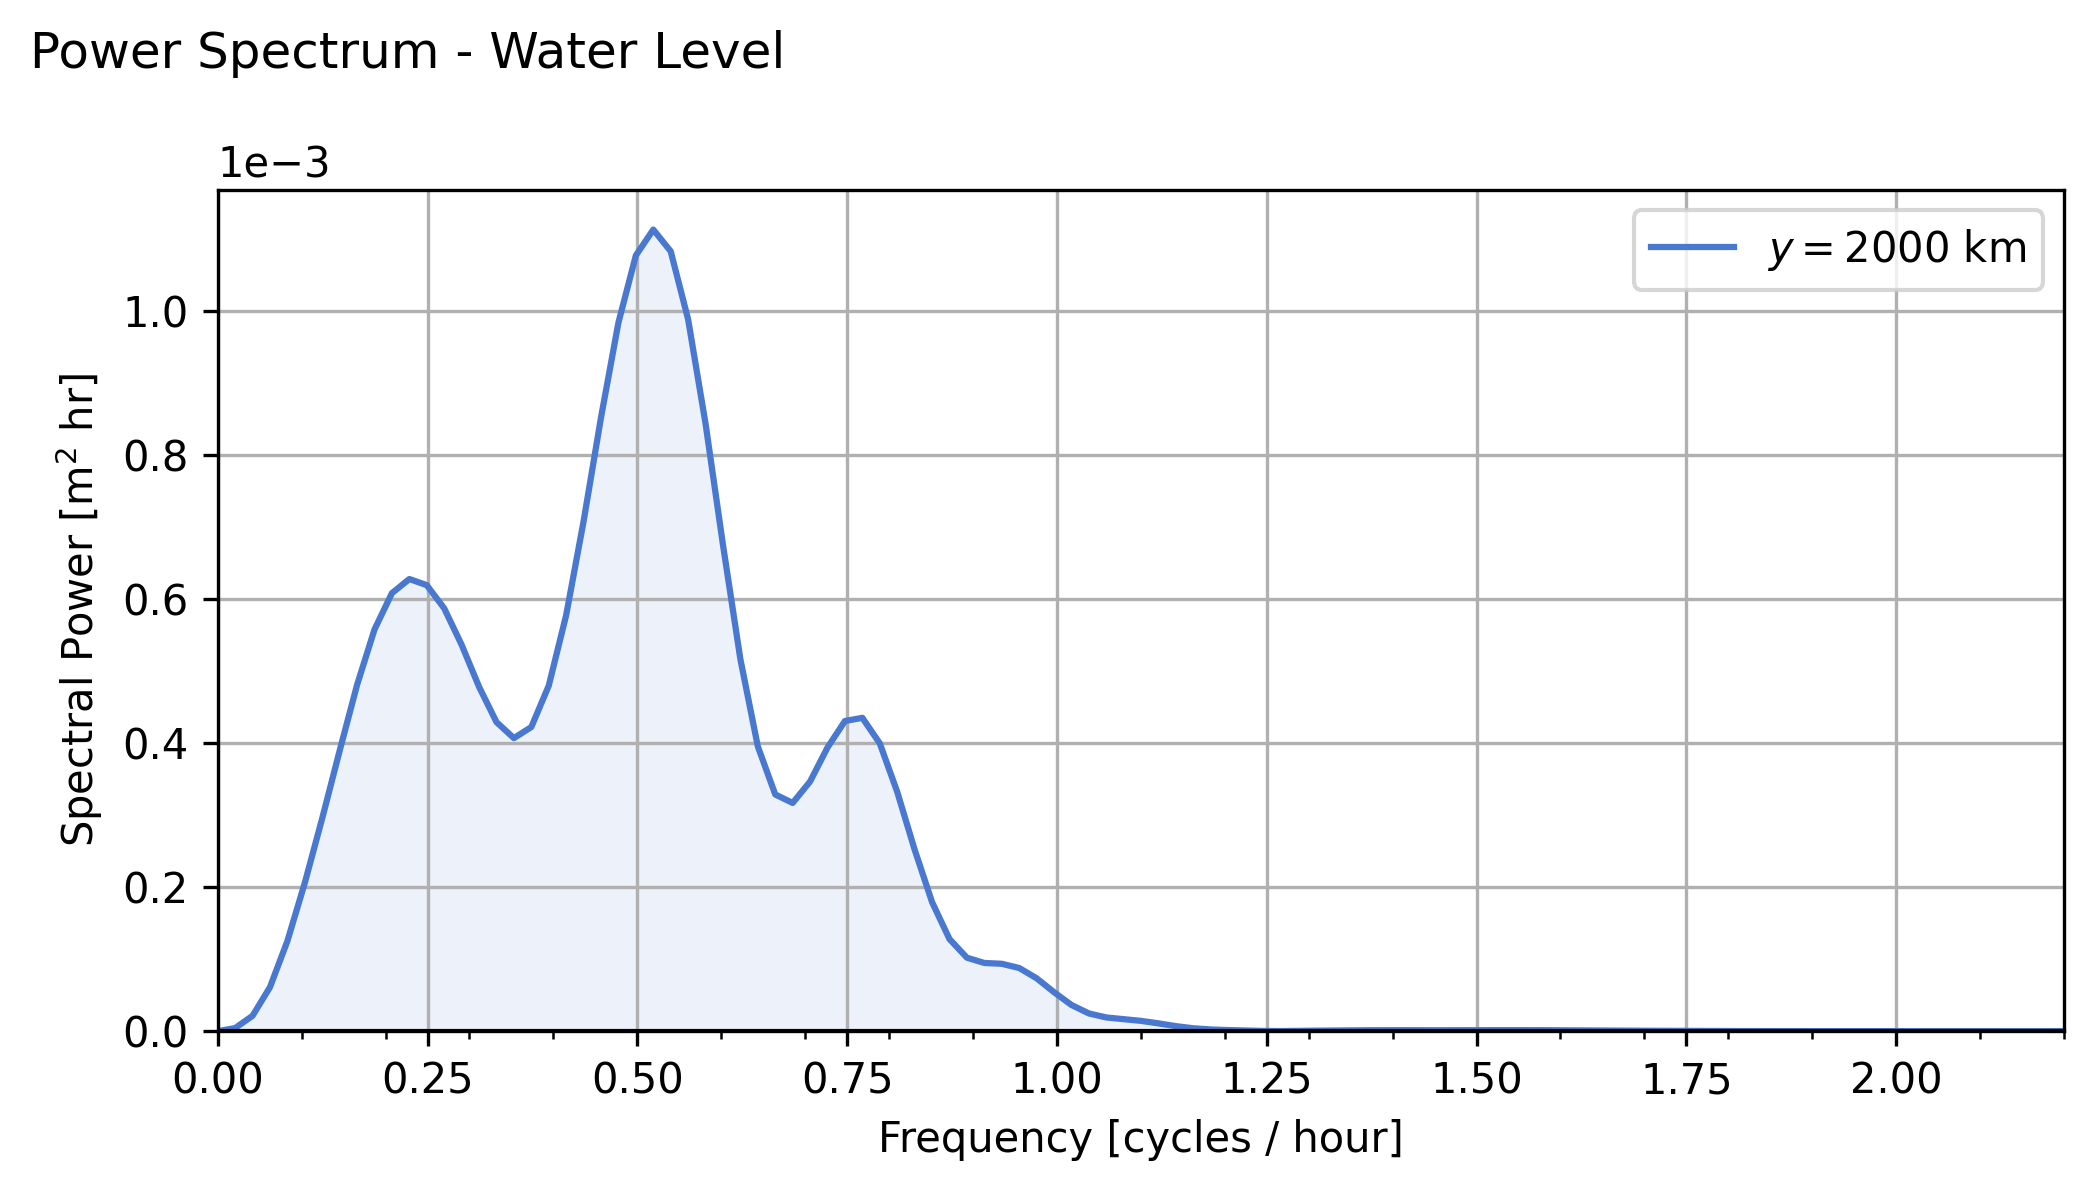 Power Spectrum - Water Level
1e−3
y = 2000 km
1.0
0.8
0.6
0.4
0.2
0.0
Spectral Power [m² hr]
0.00 0.25 0.50 0.75 1.00 1.25 1.50 1.75 2.00
Frequency [cycles / hour]